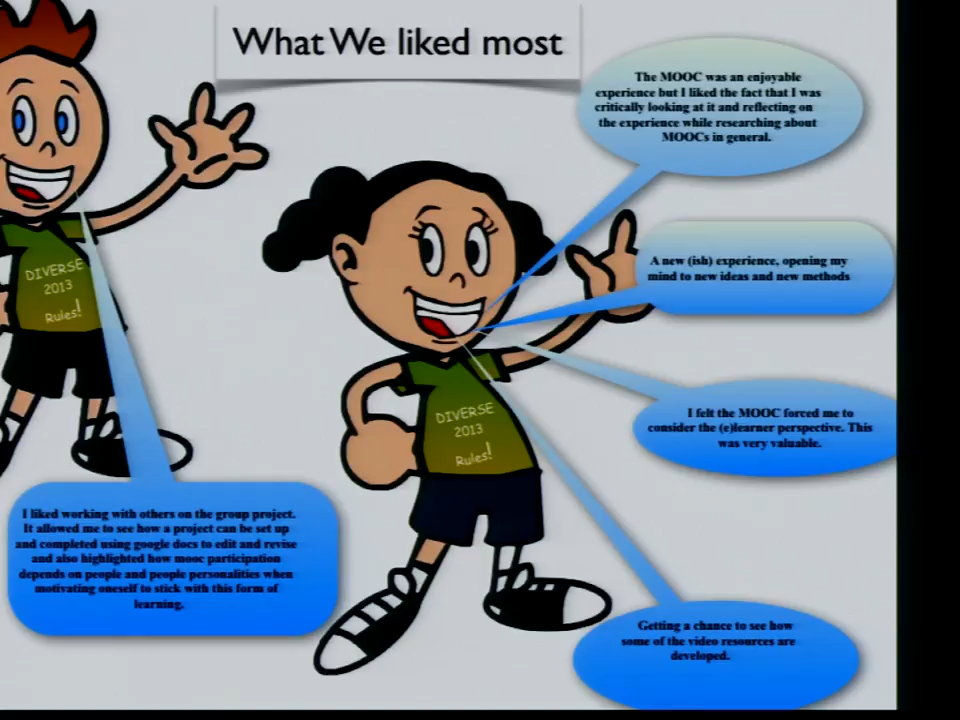 What We liked most
The MOOC was an enjoyable
experience but I liked the fact that I was
critically looking at it and reflecting on
the experience while researching about
MOOCs in general.
A new (ish) experience, opening my
mind to new ideas and new methods
DIVERSE
2013
Rules!
DIVERSE
2013
Rules!
I felt the MOOC forced me to
consider the (e)learner perspective. This
was very valuable.
I liked working with others on the group project.
It allowed me to see how a project can be set up
and completed using google docs to edit and revise
and also highlighted how mooc participation
depends on people and people personalities when
motivating oneself to stick with this form of
learning.
Getting a chance to see how
some of the video resources are
developed.